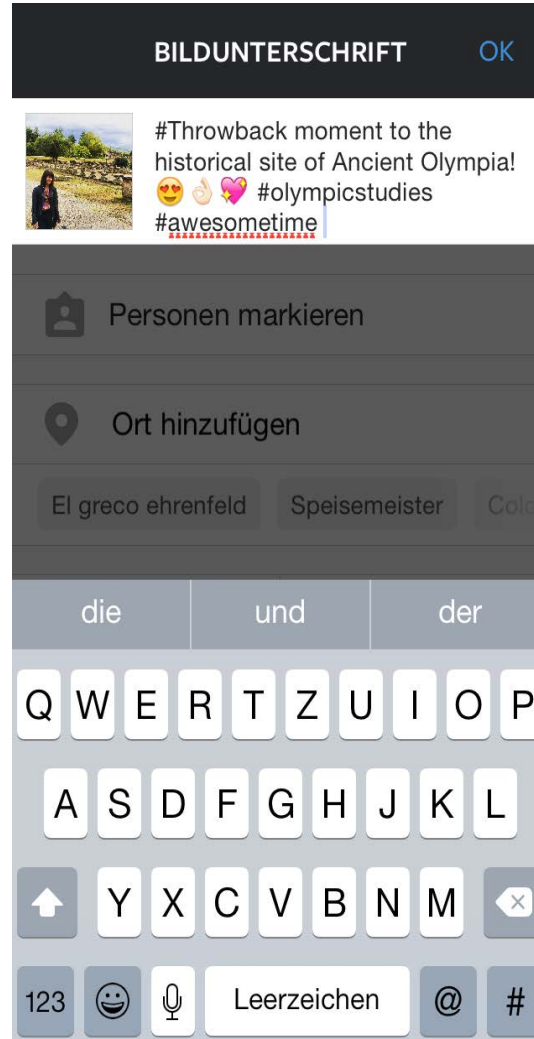 BILDUNTERSCHRIFT OK
#Throwback moment to the
historical site of Ancient Olympia!
😍👌🏻💖 #olympicstudies
#awesometime
Personen markieren
Ort hinzufügen
El greco ehrenfeld Speisemeister
die und der
Q W E R T Z U I O P
A S D F G H J K L
Y X C V B N M
123 Leerzeichen @ #